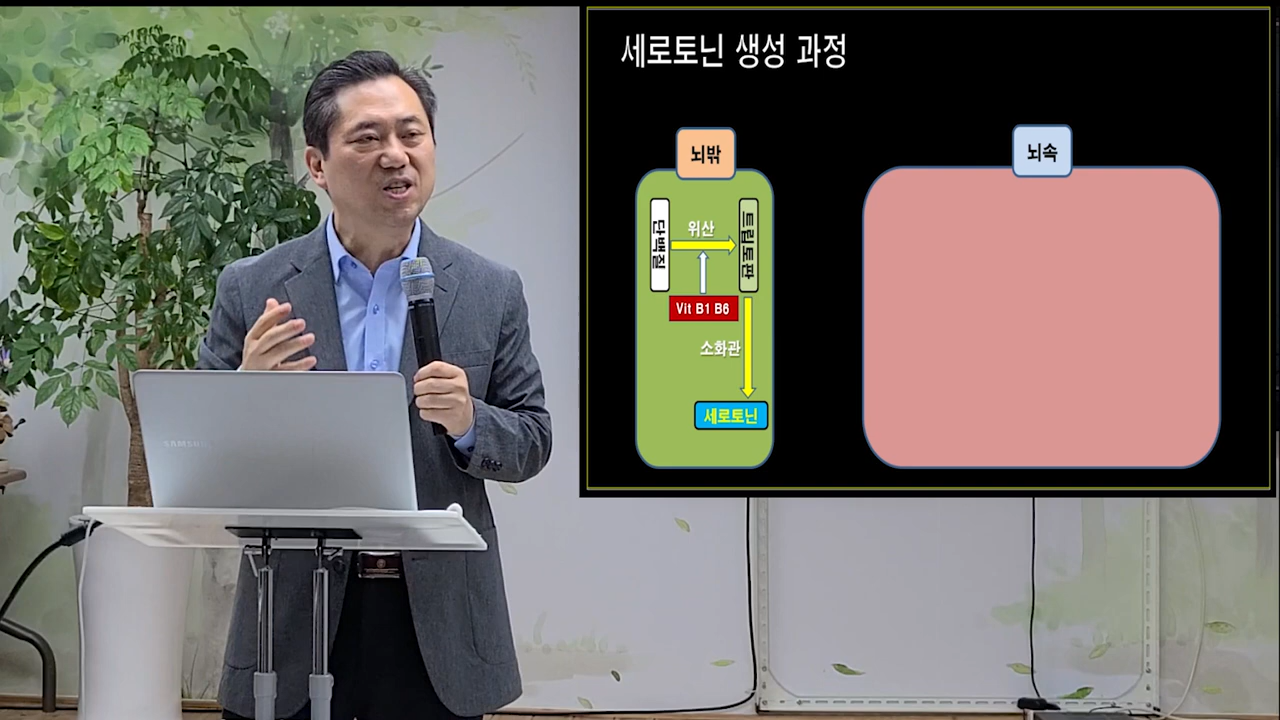 세로토닌 생성 과정
뇌밖
뇌속
단백질
위산
트립토판
Vit B1 B6
소화관
세로토닌
SAMSUNG